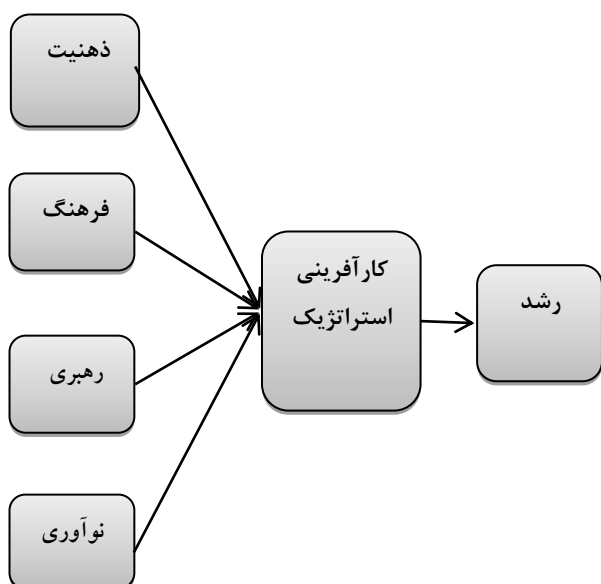 ذهنیت
فرهنگ
رهبری
نوآوری
کارآفرینی
استراتژیک
رشد